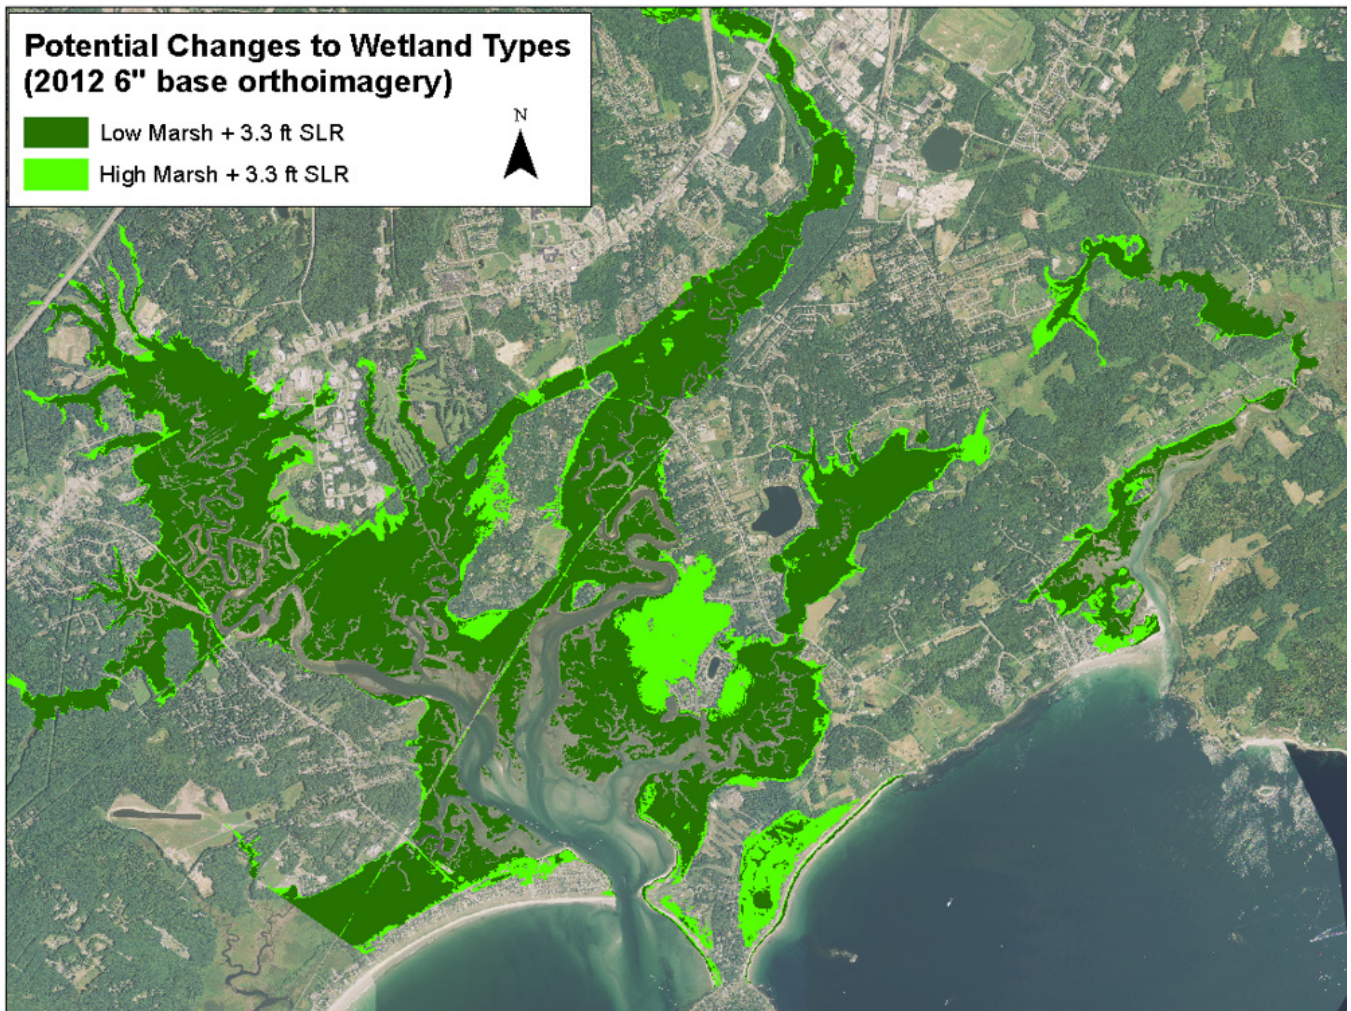 Potential Changes to Wetland Types
(2012 6" base orthoimagery)
N
Low Marsh + 3.3 ft SLR
High Marsh + 3.3 ft SLR